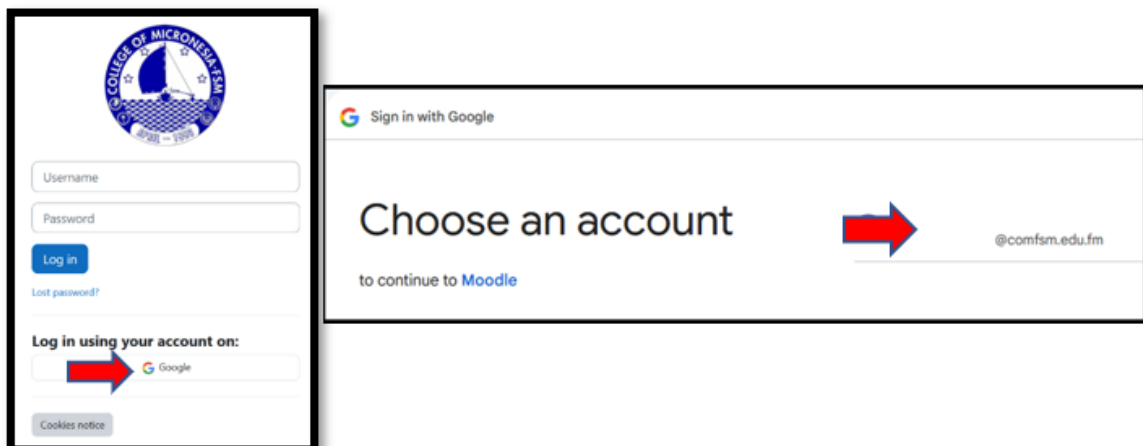 COLLEGE OF MICRONESIA-FSM
Username
Password
Log in
Lost password?
Log in using your account on:
Google
Cookies notice
Sign in with Google
Choose an account
to continue to Moodle
@comfsm.edu.fm